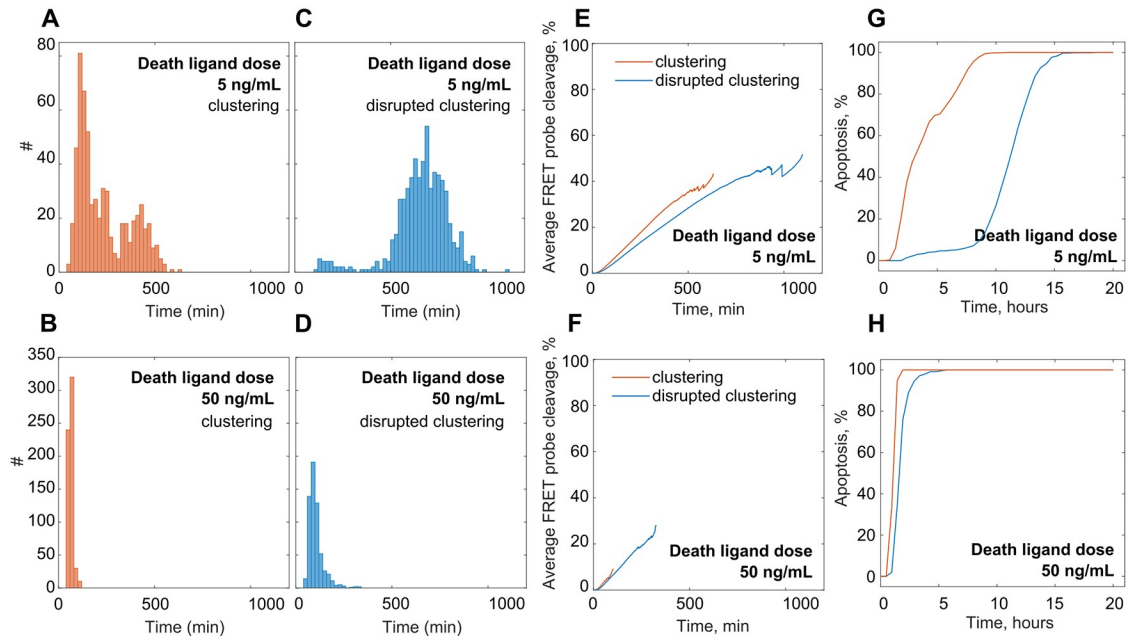 A
80
60
40
20
0
#
Death ligand dose
5 ng/mL
clustering
0
500
1000
Time (min)
C
Death ligand dose
5 ng/mL
disrupted clustering
0
500
1000
Time (min)
E
100
80
60
40
20
0
Average FRET probe cleavage, %
clustering
disrupted clustering
Death ligand dose
5 ng/mL
0
500
1000
Time, min
G
100
80
60
40
20
0
Apoptosis, %
Death ligand dose
5 ng/mL
0
5
10
15
20
Time, hours
B
350
300
250
200
150
100
50
0
#
Death ligand dose
50 ng/mL
clustering
0
500
1000
Time (min)
D
Death ligand dose
50 ng/mL
disrupted clustering
0
500
1000
Time (min)
F
100
80
60
40
20
0
Average FRET probe cleavage, %
clustering
disrupted clustering
Death ligand dose
50 ng/mL
0
500
1000
Time, min
H
100
80
60
40
20
0
Apoptosis, %
Death ligand dose
50 ng/mL
0
5
10
15
20
Time, hours